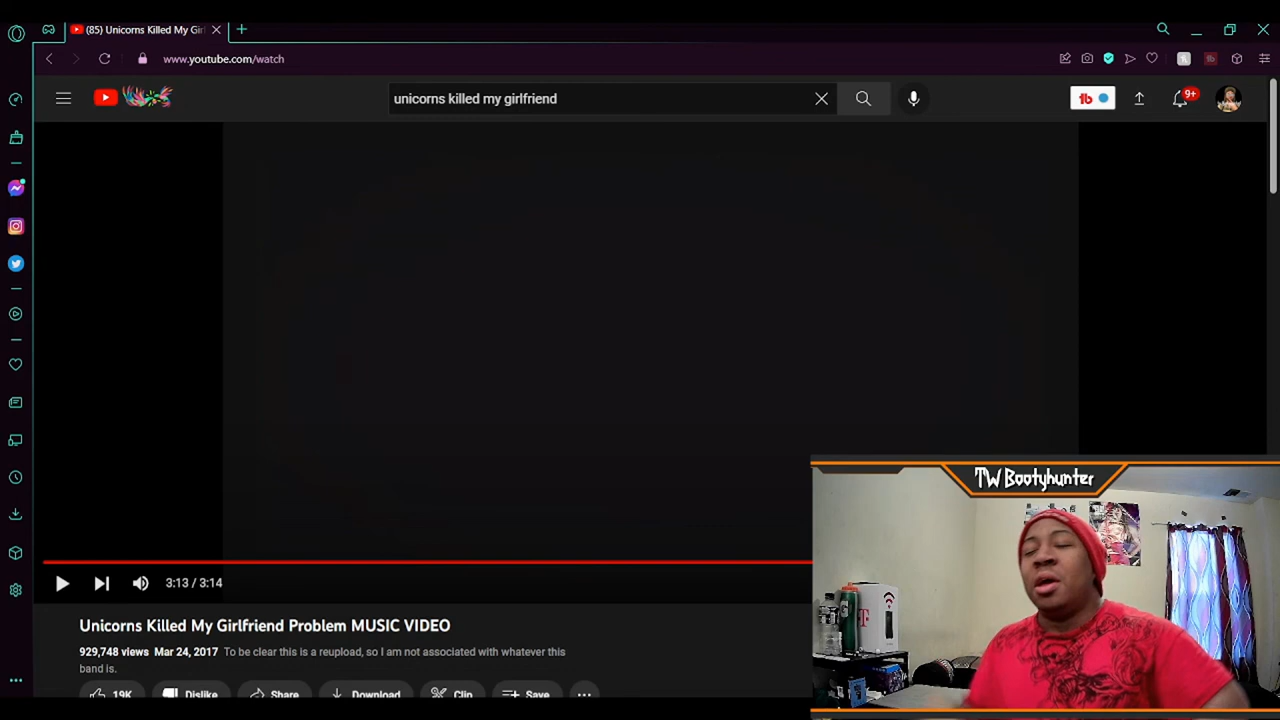 (85) Unicorns Killed My Gir
www.youtube.com/watch
unicorns killed my girlfriend
tb
9+
3:13 / 3:14
TW Bootyhunter
Unicorns Killed My Girlfriend Problem MUSIC VIDEO
929,748 views Mar 24, 2017 To be clear this is a reupload, so I am not associated with whatever this
band is.
19K Dislike Share Download Clip Save ...